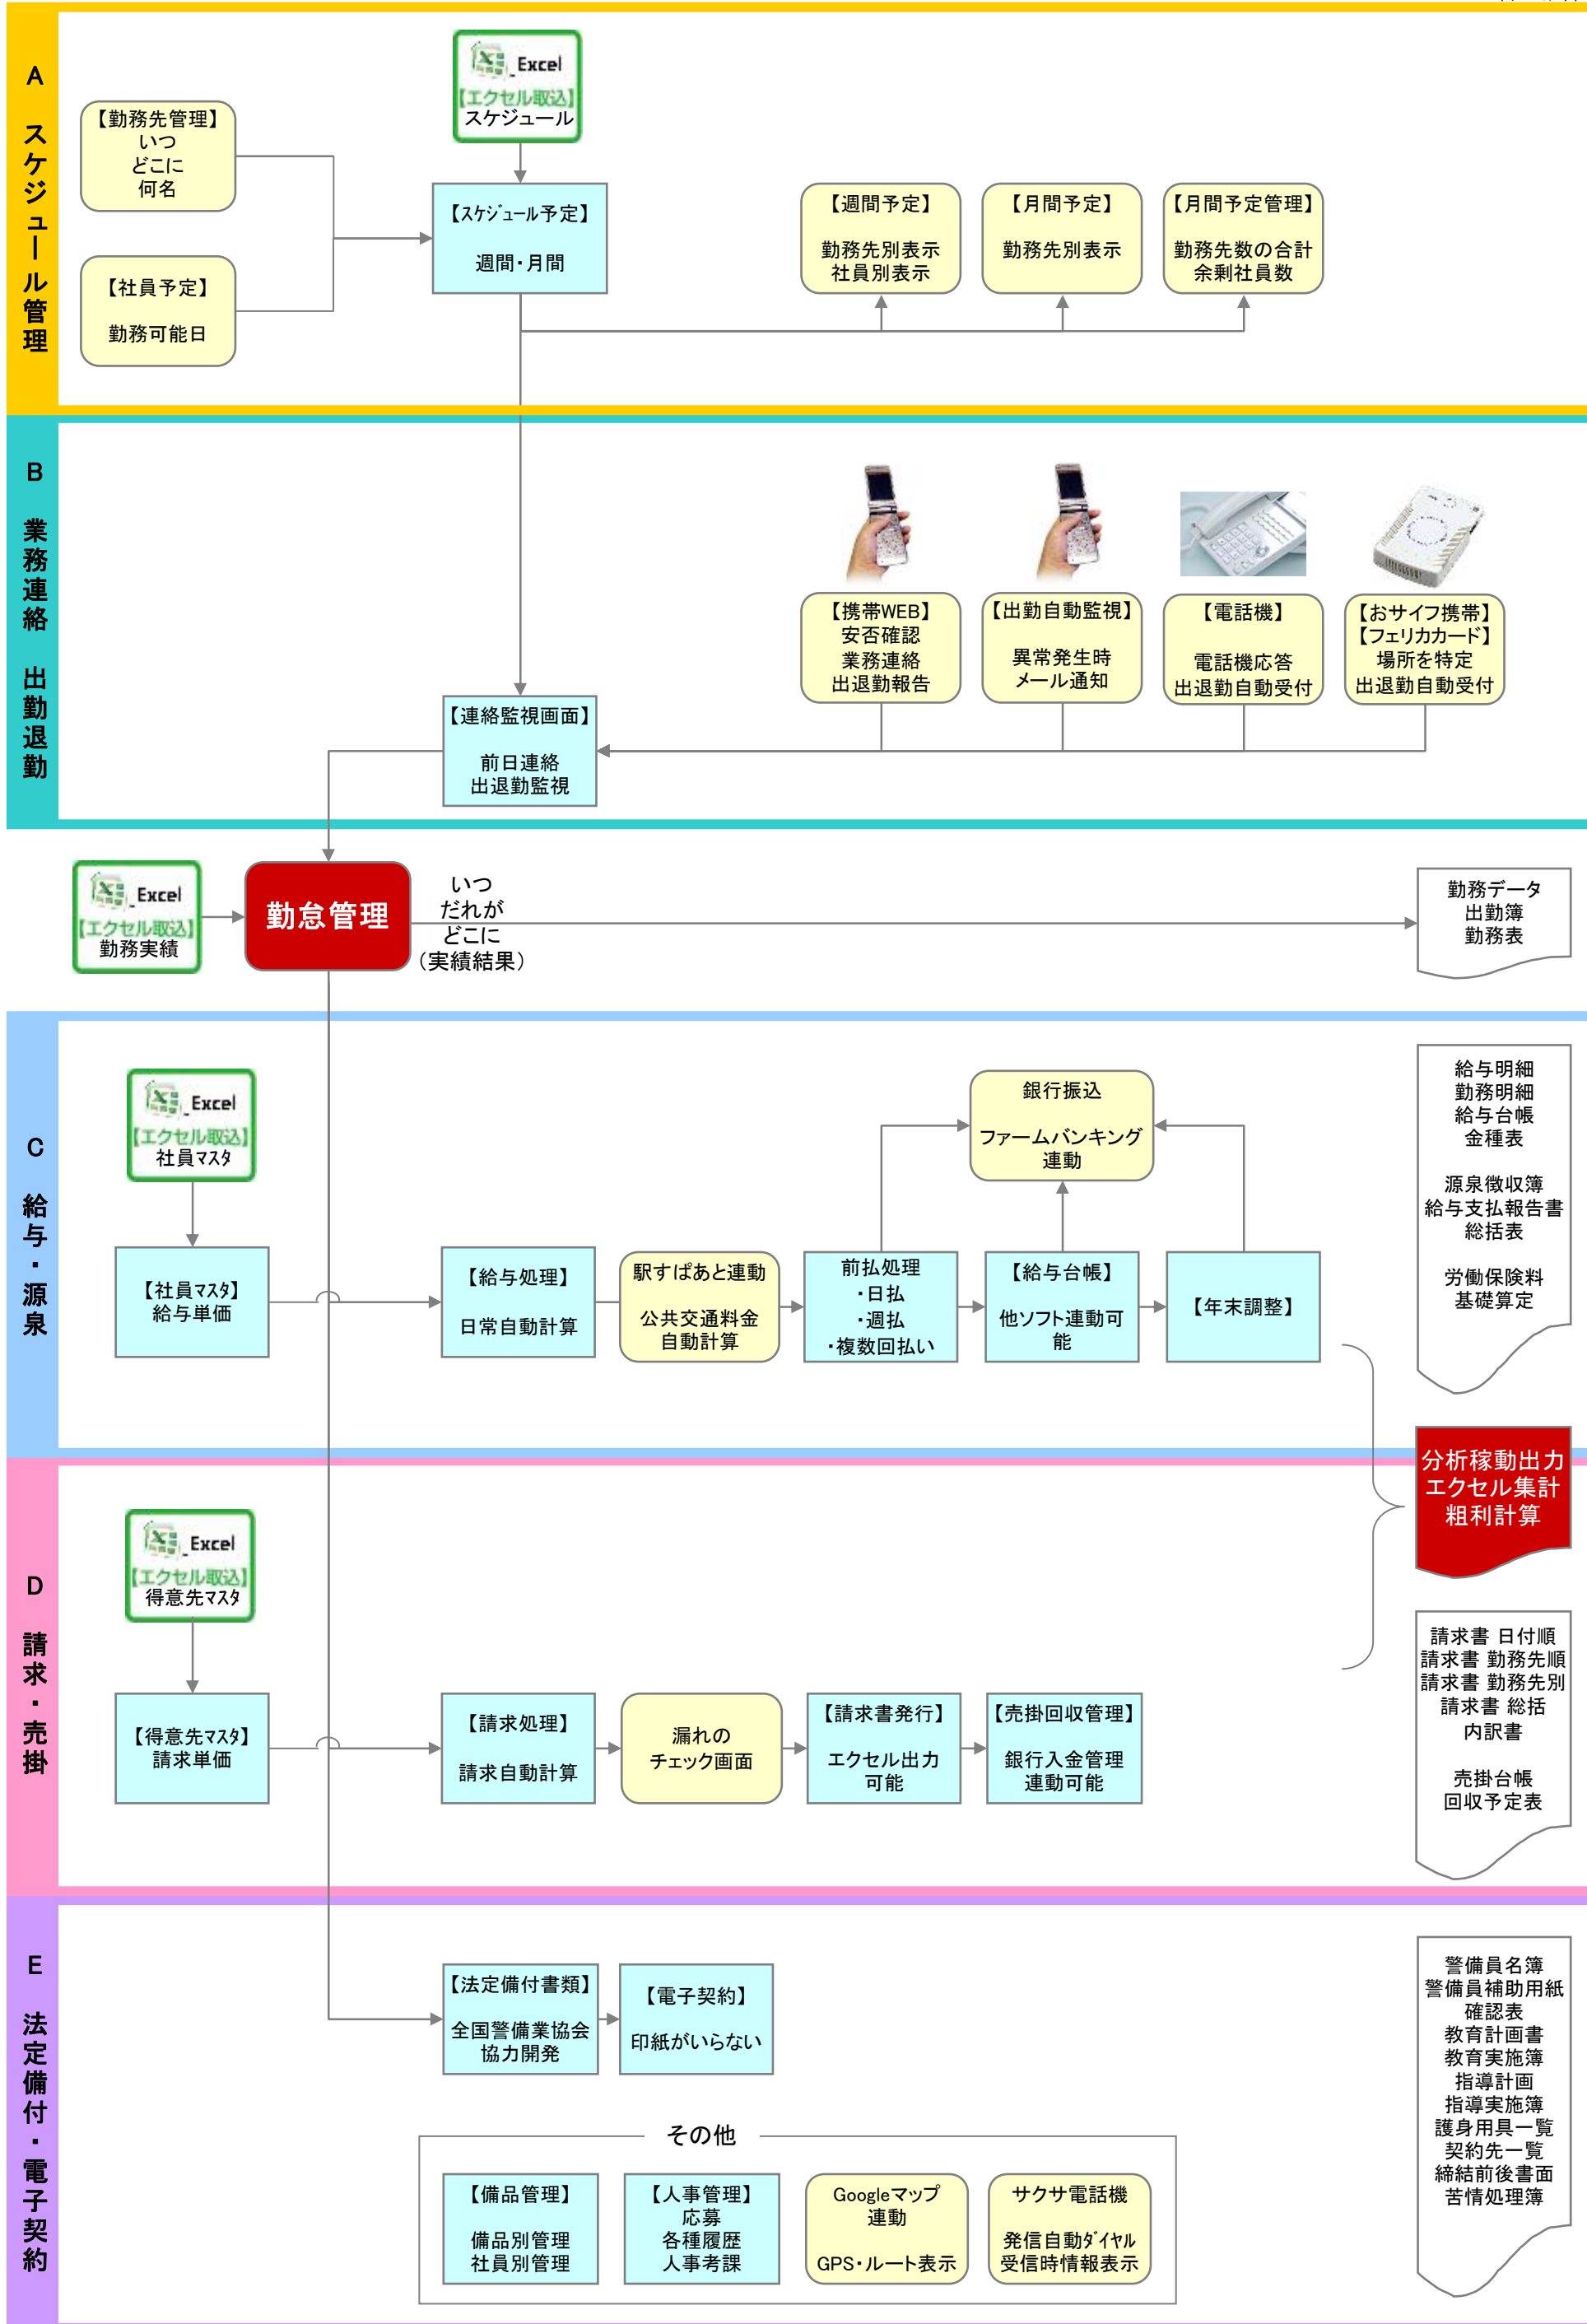 A スケジュール管理
Excel
【エクセル取込】
スケジュール
【勤務先管理】
いつ
どこに
何名
【社員予定】
勤務可能日
【スケジュール予定】
週間・月間
【週間予定】
勤務先別表示
社員別表示
【月間予定】
勤務先別表示
【月間予定管理】
勤務先数の合計
余剰社員数
B 業務連絡 出勤退勤
【携帯WEB】
安否確認
業務連絡
出退勤報告
【出勤自動監視】
異常発生時
メール通知
【電話機】
電話機応答
出退勤自動受付
【おサイフ携帯】
【フェリカカード】
場所を特定
出退勤自動受付
【連絡監視画面】
前日連絡
出退勤監視
Excel
【エクセル取込】
勤務実績
勤怠管理
いつ
だれが
どこに
（実績結果）
勤務データ
出勤簿
勤務表
C 給与・源泉
Excel
【エクセル取込】
社員マスタ
【社員マスタ】
給与単価
【給与処理】
日常自動計算
駅すぱあと連動
公共交通料金
自動計算
前払処理
・日払
・週払
・複数回払い
【給与台帳】
他ソフト連動可
能
【年末調整】
銀行振込
ファームバンキング
連動
給与明細
勤務明細
給与台帳
金種表
源泉徴収簿
給与支払報告書
総括表
労働保険料
基礎算定
分析稼動出力
エクセル集計
粗利計算
D 請求・売掛
Excel
【エクセル取込】
得意先マスタ
【得意先マスタ】
請求単価
【請求処理】
請求自動計算
漏れの
チェック画面
【請求書発行】
エクセル出力
可能
【売掛回収管理】
銀行入金管理
連動可能
請求書 日付順
請求書 勤務先順
請求書 勤務先別
請求書 総括
内訳書
売掛台帳
回収予定表
E 法定備付・電子契約
【法定備付書類】
全国警備業協会
協力開発
【電子契約】
印紙がいらない
その他
【備品管理】
備品別管理
社員別管理
【人事管理】
応募
各種履歴
人事考課
Googleマップ
連動
GPS・ルート表示
サクサ電話機
発信自動ダイヤル
受信時情報表示
警備員名簿
警備員補助用紙
確認表
教育計画書
教育実施簿
指導計画
指導実施簿
護身用具一覧
契約先一覧
締結前後書面
苦情処理簿